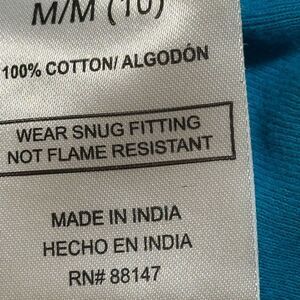 M/M (10)
100% COTTON/ ALGODÓN
WEAR SNUG FITTING
NOT FLAME RESISTANT
MADE IN INDIA
HECHO EN INDIA
RN# 88147